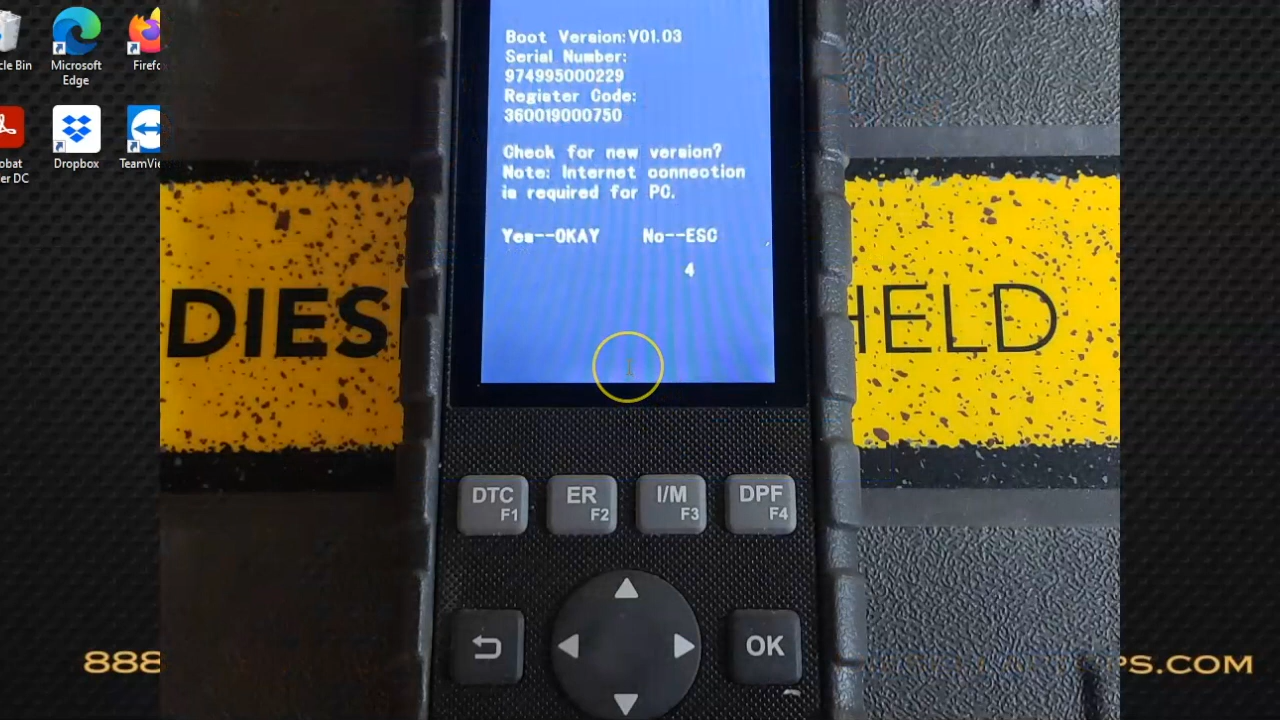 cle Bin
Microsoft
Edge
Firefo
obat
er DC
Dropbox
TeamVie
Boot Version:V01.03
Serial Number:
974995000229
Register Code:
360019000750
Check for new version?
Note: Internet connection
is required for PC.
Yes--OKAY No--ESC
4
DIES
HELD
DTC
F1
ER
F2
I/M
F3
DPF
F4
OK
888
PS.COM